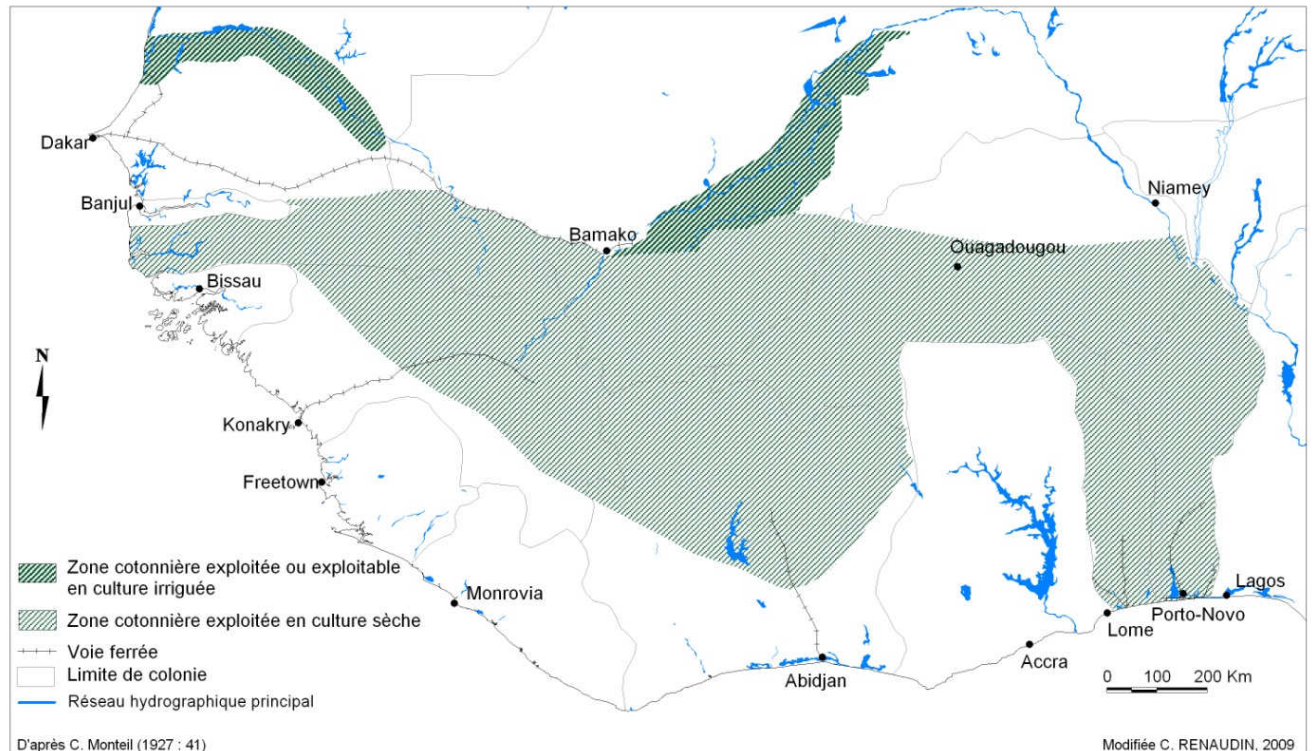 Dakar
Banjul
Niamey
Bamako
Ouagadougou
Bissau
N
Konakry
Freetown
Monrovia
Lagos
Porto-Novo
Lome
Accra
Abidjan
Zone cotonnière exploitée ou exploitable
en culture irriguée
Zone cotonnière exploitée en culture sèche
Voie ferrée
Limite de colonie
Réseau hydrographique principal
0 100 200 Km
D'après C. Monteil (1927 : 41)
Modifiée C. RENAUDIN, 2009